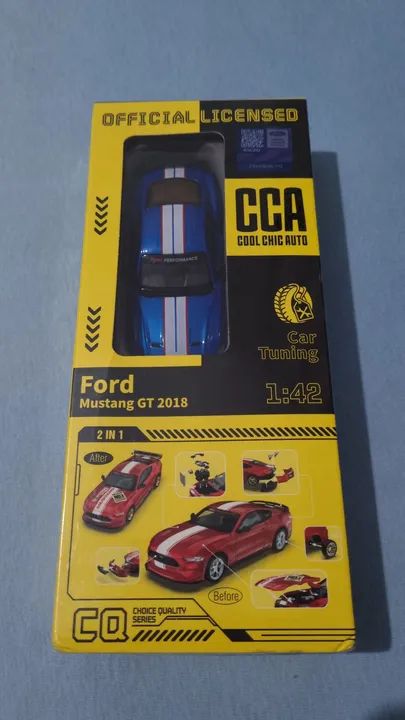 OFFICIAL LICENSED
CCA
COOL CHIC AUTO
PERFORMANCE
Car
Tuning
Ford
Mustang GT 2018
1:42
2 IN 1
After
Before
CQ
CHOICE QUALITY
SERIES